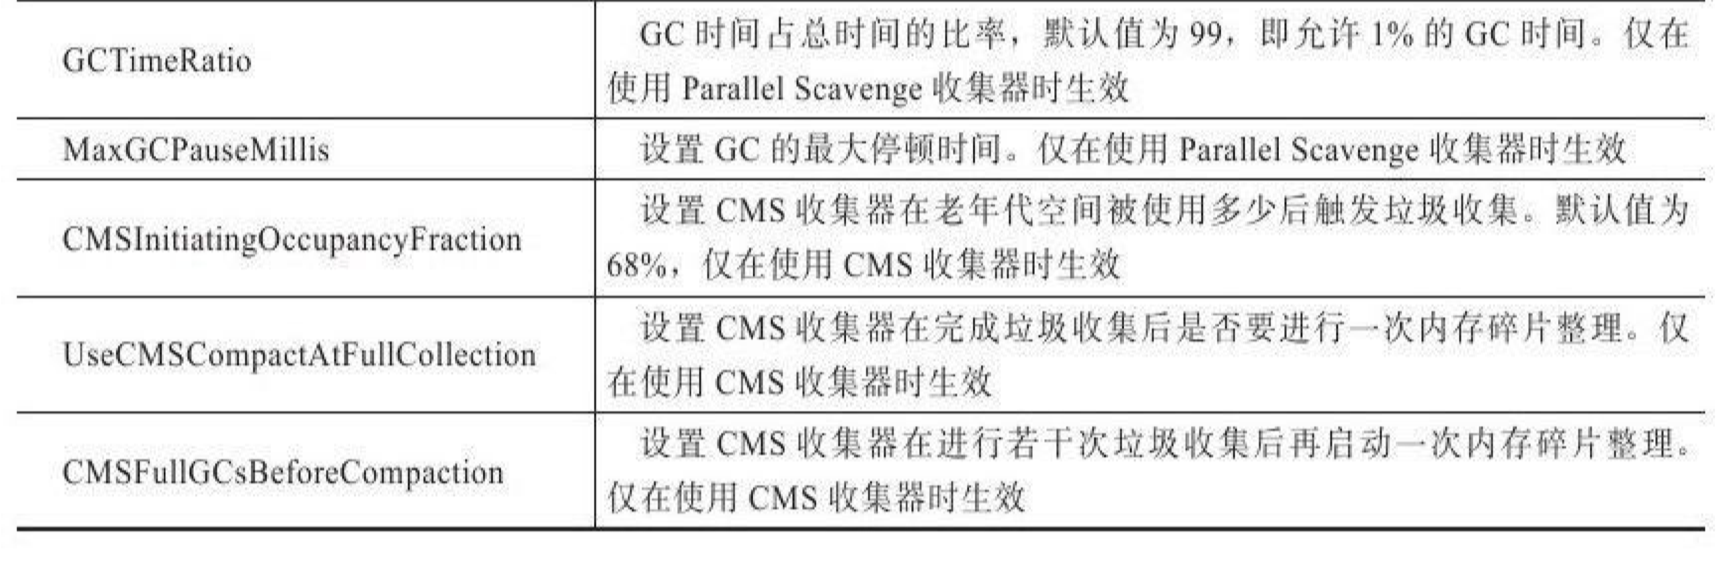 GCTimeRatio
GC 时间占总时间的比率，默认值为 99，即允许 1% 的 GC 时间。仅在
使用 Parallel Scavenge 收集器时生效
MaxGCPauseMillis
设置 GC 的最大停顿时间。仅在使用 Parallel Scavenge 收集器时生效
CMSInitiatingOccupancyFraction
设置 CMS 收集器在老年代空间被使用多少后触发垃圾收集。默认值为
68%，仅在使用 CMS 收集器时生效
UseCMSCompactAtFullCollection
设置 CMS 收集器在完成垃圾收集后是否要进行一次内存碎片整理。仅
在使用 CMS 收集器时生效
CMSFullGCsBeforeCompaction
设置 CMS 收集器在进行若干次垃圾收集后再启动一次内存碎片整理。
仅在使用 CMS 收集器时生效